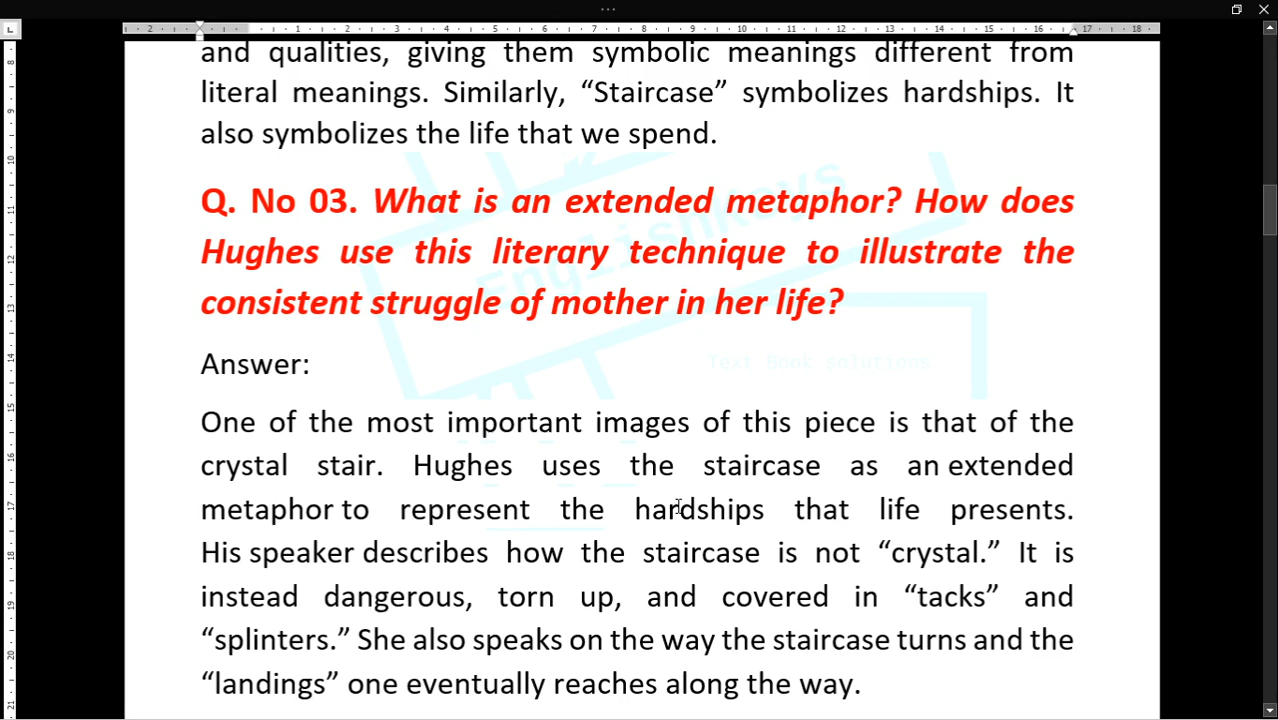 and qualities, giving them symbolic meanings different from
literal meanings. Similarly, “Staircase” symbolizes hardships. It
also symbolizes the life that we spend.
Q. No 03. What is an extended metaphor? How does
Hughes use this literary technique to illustrate the
consistent struggle of mother in her life?
Answer:
One of the most important images of this piece is that of the
crystal stair. Hughes uses the staircase as an extended
metaphor to represent the hardships that life presents.
His speaker describes how the staircase is not “crystal.” It is
instead dangerous, torn up, and covered in “tacks” and
“splinters.” She also speaks on the way the staircase turns and the
“landings” one eventually reaches along the way.
EnglishKeys
Text Book Solutions